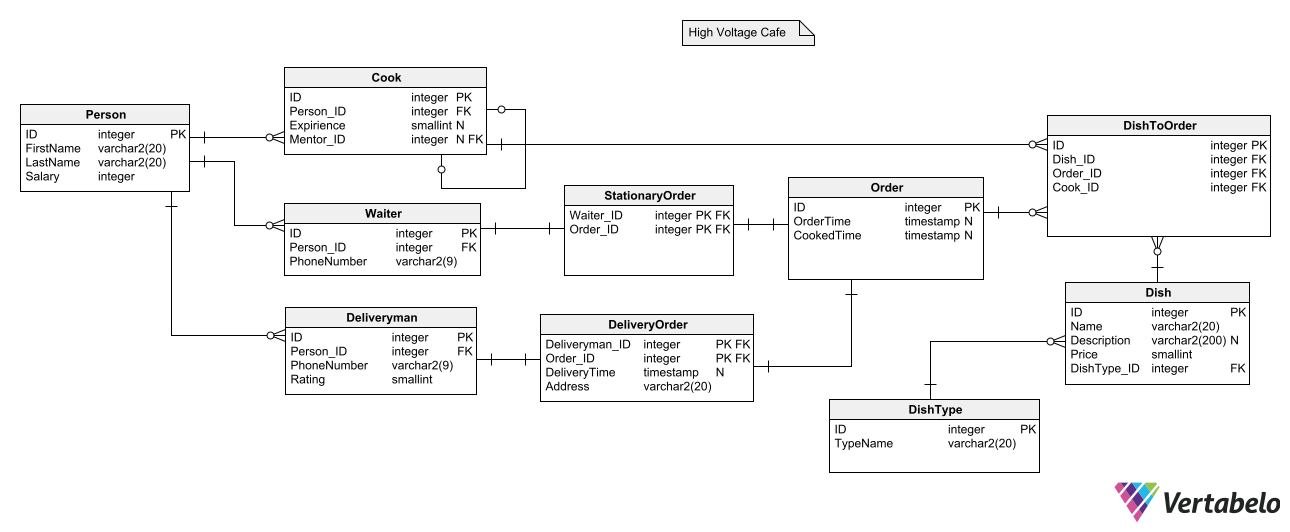 High Voltage Cafe
Cook
ID integer PK
Person_ID integer FK
Expirience smallint N
Mentor_ID integer N FK
Person
ID integer PK
FirstName varchar2(20)
LastName varchar2(20)
Salary integer
DishToOrder
ID integer PK
Dish_ID integer FK
Order_ID integer FK
Cook_ID integer FK
Waiter
ID integer PK
Person_ID integer FK
PhoneNumber varchar2(9)
StationaryOrder
Waiter_ID integer PK FK
Order_ID integer PK FK
Order
ID integer PK
OrderTime timestamp N
CookedTime timestamp N
Deliveryman
ID integer PK
Person_ID integer FK
PhoneNumber varchar2(9)
Rating smallint
DeliveryOrder
Deliveryman_ID integer PK FK
Order_ID integer PK FK
DeliveryTime timestamp N
Address varchar2(20)
Dish
ID integer PK
Name varchar2(20)
Description varchar2(200) N
Price smallint
DishType_ID integer FK
DishType
ID integer PK
TypeName varchar2(20)
Vertabelo